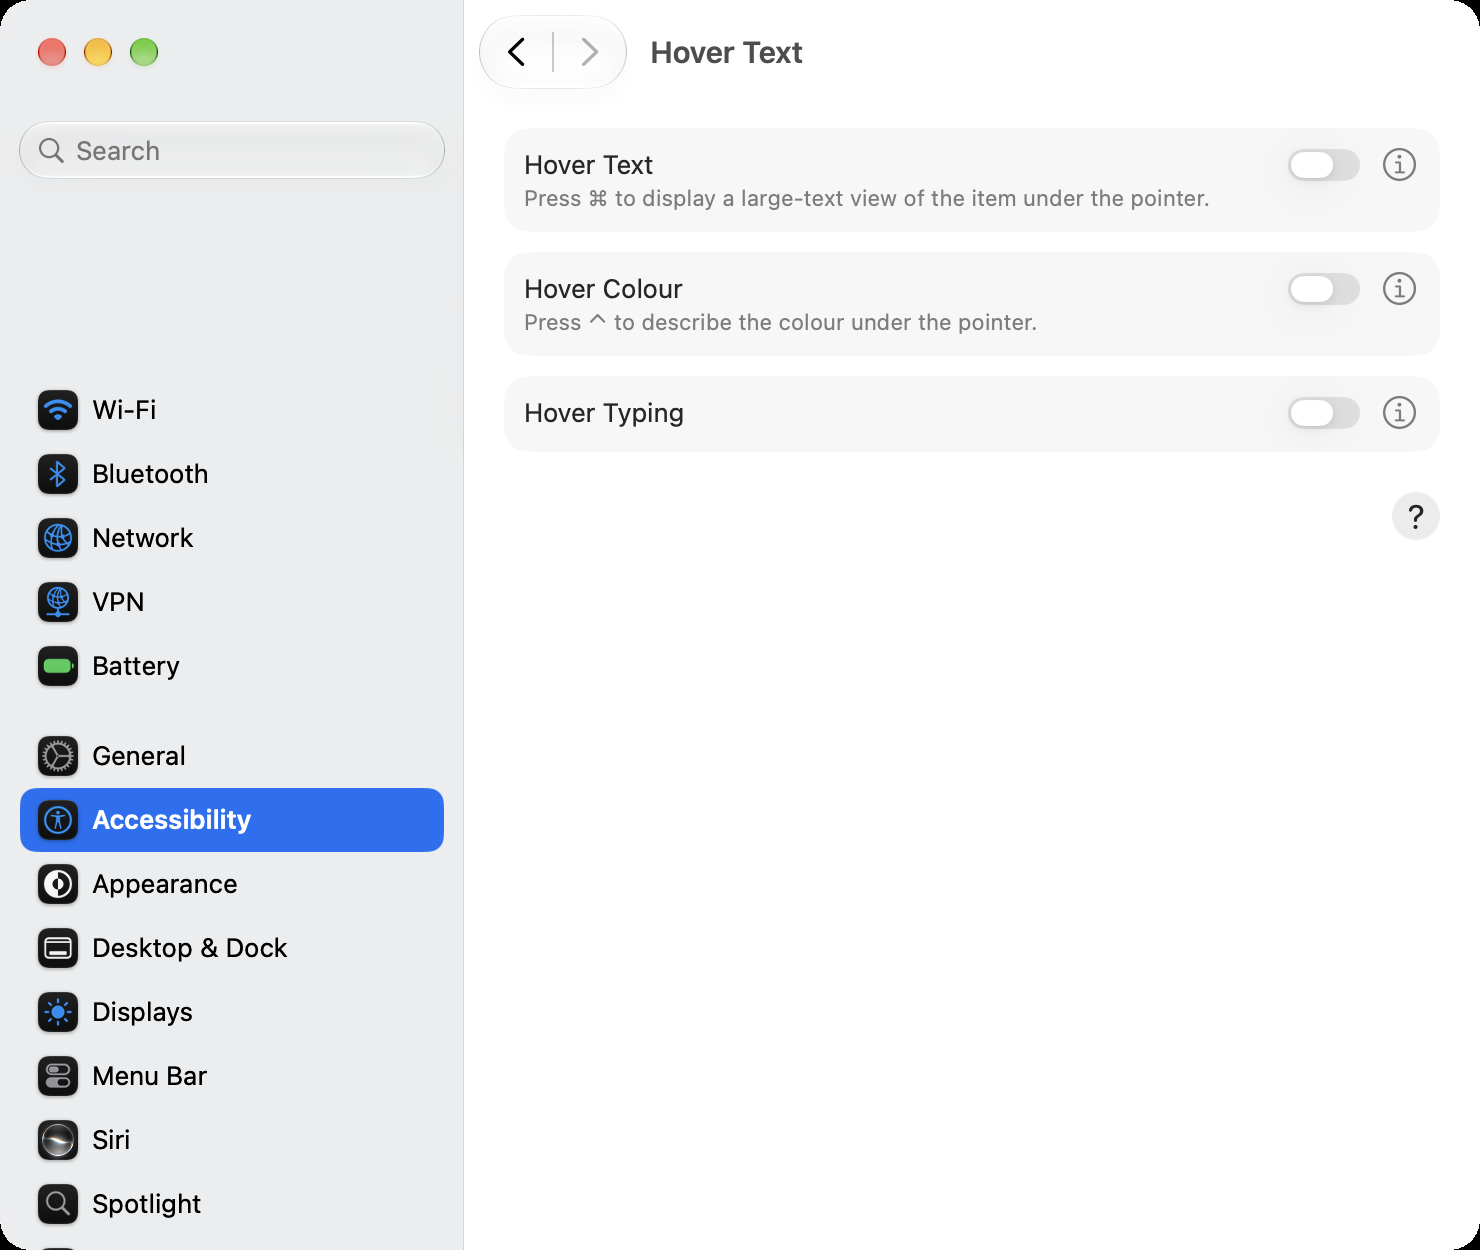 Search
Wi-Fi
Bluetooth
Network
VPN
Battery
General
Accessibility
Appearance
Desktop & Dock
Displays
Menu Bar
Siri
Spotlight
Hover Text
Hover Text
Press ⌘ to display a large-text view of the item under the pointer.
Hover Colour
Press ^ to describe the colour under the pointer.
Hover Typing
?